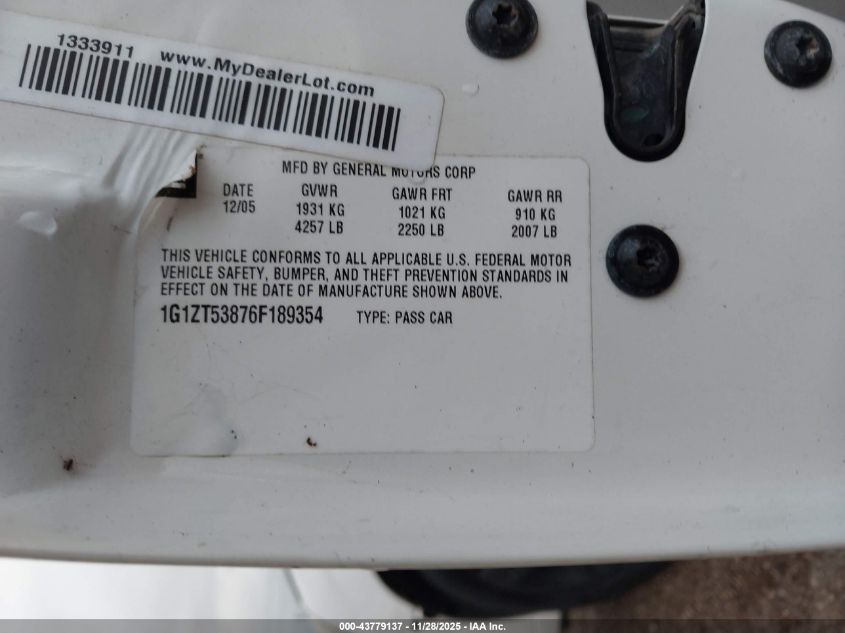 1333911 www.MyDealerLot.com
MFD BY GENERAL MOTORS CORP
DATE GVWR GAWR FRT GAWR RR
12/05 1931 KG 1021 KG 910 KG
4257 LB 2250 LB 2007 LB
THIS VEHICLE CONFORMS TO ALL APPLICABLE U.S. FEDERAL MOTOR
VEHICLE SAFETY, BUMPER, AND THEFT PREVENTION STANDARDS IN
EFFECT ON THE DATE OF MANUFACTURE SHOWN ABOVE.
1G1ZT53876F189354 TYPE: PASS CAR
000-43779137 - 11/28/2025 - IAA Inc.